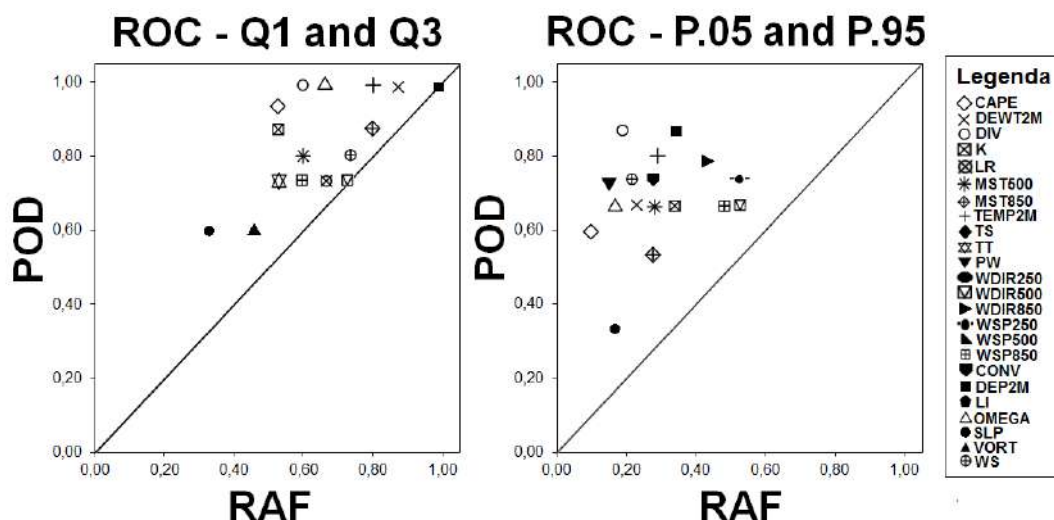 ROC - Q1 and Q3
POD
1,00
0,80
0,60
0,40
0,20
0,00
0,00 0,20 0,40 0,60 0,80 1,00
RAF
ROC - P.05 and P.95
POD
1,00
0,80
0,60
0,40
0,20
0,00
0,00 0,20 0,40 0,60 0,80 1,00
RAF
Legenda
CAPE
DEWT2M
DIV
K
LR
MST500
MST850
TEMP2M
TS
TT
PW
WDIR250
WDIR500
WDIR850
WSP250
WSP500
WSP850
CONV
DEP2M
LI
OMEGA
SLP
VORT
WS